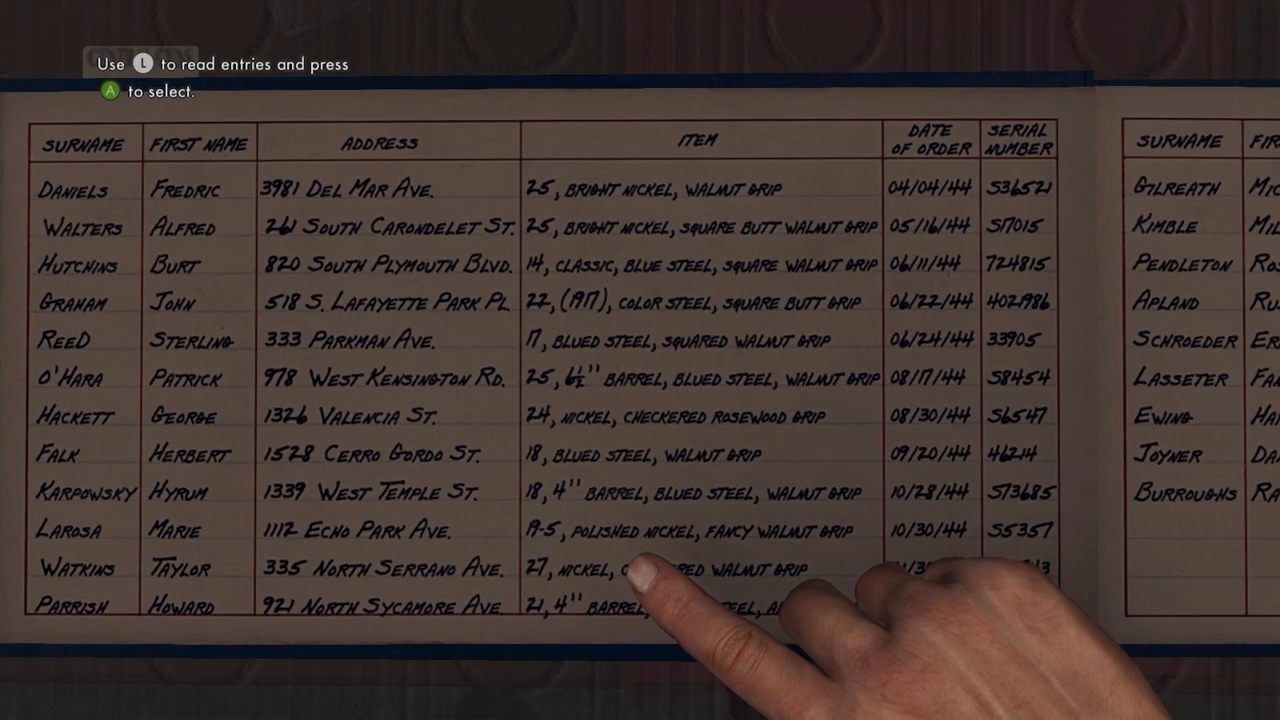 Use L to read entries and press
A to select.
SURNAME FIRST NAME ADDRESS ITEM DATE OF ORDER SERIAL NUMBER
DANIELS FREDRIC 3981 DEL MAR AVE. 25, BRIGHT NICKEL, WALNUT GRIP 04/04/44 S36521
WALTERS ALFRED 261 SOUTH CARONDELET ST. 25, BRIGHT NICKEL, SQUARE BUTT WALNUT GRIP 05/16/44 S17015
HUTCHINS BURT 820 SOUTH PLYMOUTH BLVD. 14, CLASSIC, BLUE STEEL, SQUARE WALNUT GRIP 06/11/44 724815
GRAHAM JOHN 518 S. LAFAYETTE PARK PL 22, (1917), COLOR STEEL, SQUARE BUTT GRIP 06/22/44 402986
REED STERLING 333 PARKMAN AVE. 17, BLUED STEEL, SQUARED WALNUT GRIP 06/24/44 33905
O'HARA PATRICK 978 WEST KENSINGTON RD. 25, 6½" BARREL, BLUED STEEL, WALNUT GRIP 08/17/44 S8454
HACKETT GEORGE 1326 VALENCIA ST. 24, NICKEL, CHECKERED ROSEWOOD GRIP 08/30/44 S6547
FALK HERBERT 1528 CERRO GORDO ST. 18, BLUED STEEL, WALNUT GRIP 09/20/44 46214
KARPOWSKY HYRUM 1339 WEST TEMPLE ST. 18, 4" BARREL, BLUED STEEL, WALNUT GRIP 10/28/44 S73685
LAROSA MARIE 1112 ECHO PARK AVE. 19-5, POLISHED NICKEL, FANCY WALNUT GRIP 10/30/44 S5357
WATKINS TAYLOR 335 NORTH SERRANO AVE. 27, NICKEL, WALNUT GRIP
PARRISH HOWARD 921 NORTH SYCAMORE AVE. 21, 4" BARREL
SURNAME
GILREATH
KIMBLE
PENDLETON
APLAND
SCHROEDER
LASSETER
EWING
JOYNER
BURROUGHS